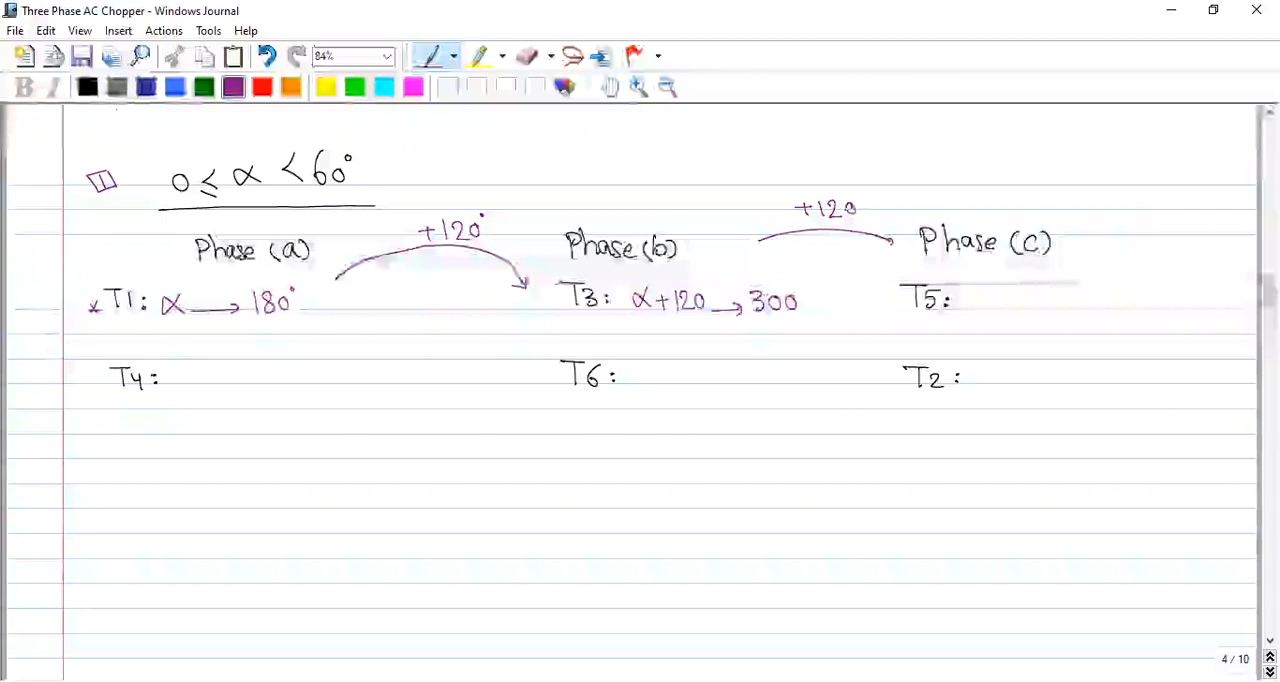 Three Phase AC Chopper - Windows Journal
File Edit View Insert Actions Tools Help
84%
B I
1 0 ≤ α < 60°
Phase (a) +120° Phase (b) +120 Phase (c)
* T1: α → 180° T3: α+120 → 300 T5:
T4: T6: T2:
4 / 10